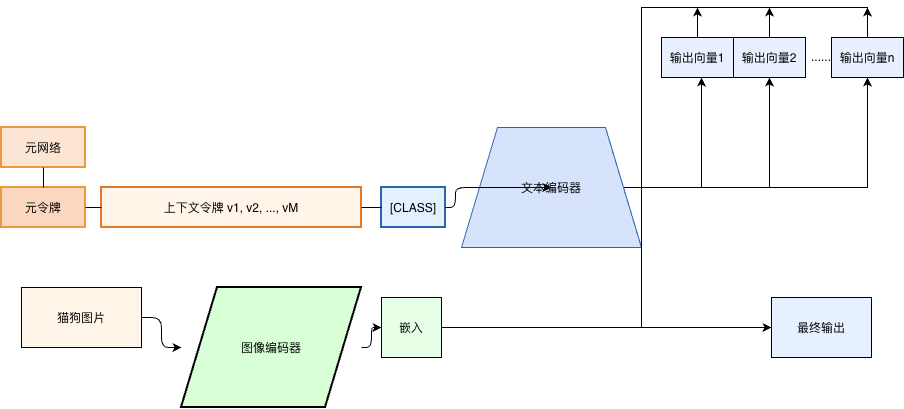 输出向量1
输出向量2
......
输出向量n
元网络
元令牌
上下文令牌 v1, v2, ..., vM
[CLASS]
文本编码器
猫狗图片
图像编码器
嵌入
最终输出